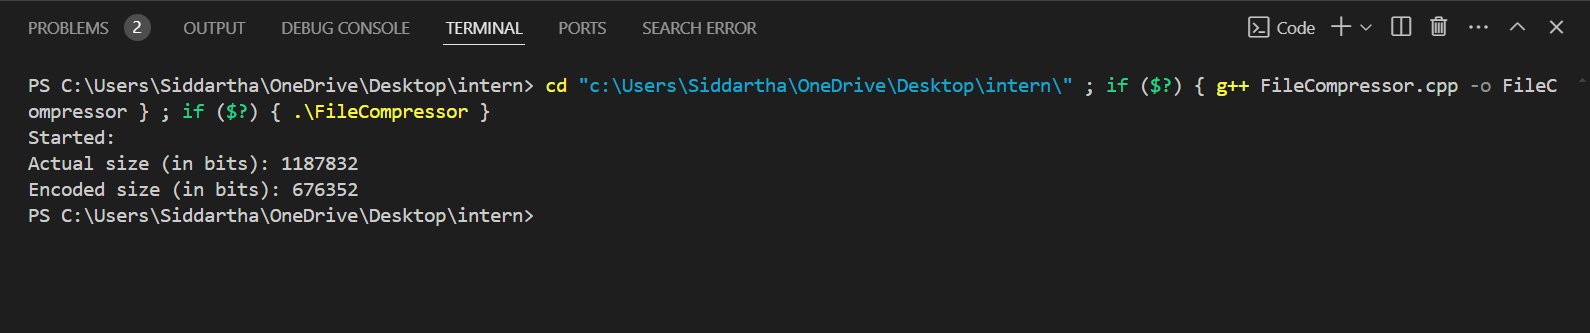 PROBLEMS 2 OUTPUT DEBUG CONSOLE TERMINAL PORTS SEARCH ERROR Code
PS C:\Users\Siddartha\OneDrive\Desktop\intern> cd "c:\Users\Siddartha\OneDrive\Desktop\intern\" ; if ($?) { g++ FileCompressor.cpp -o FileC
ompressor } ; if ($?) { .\FileCompressor }
Started:
Actual size (in bits): 1187832
Encoded size (in bits): 676352
PS C:\Users\Siddartha\OneDrive\Desktop\intern>